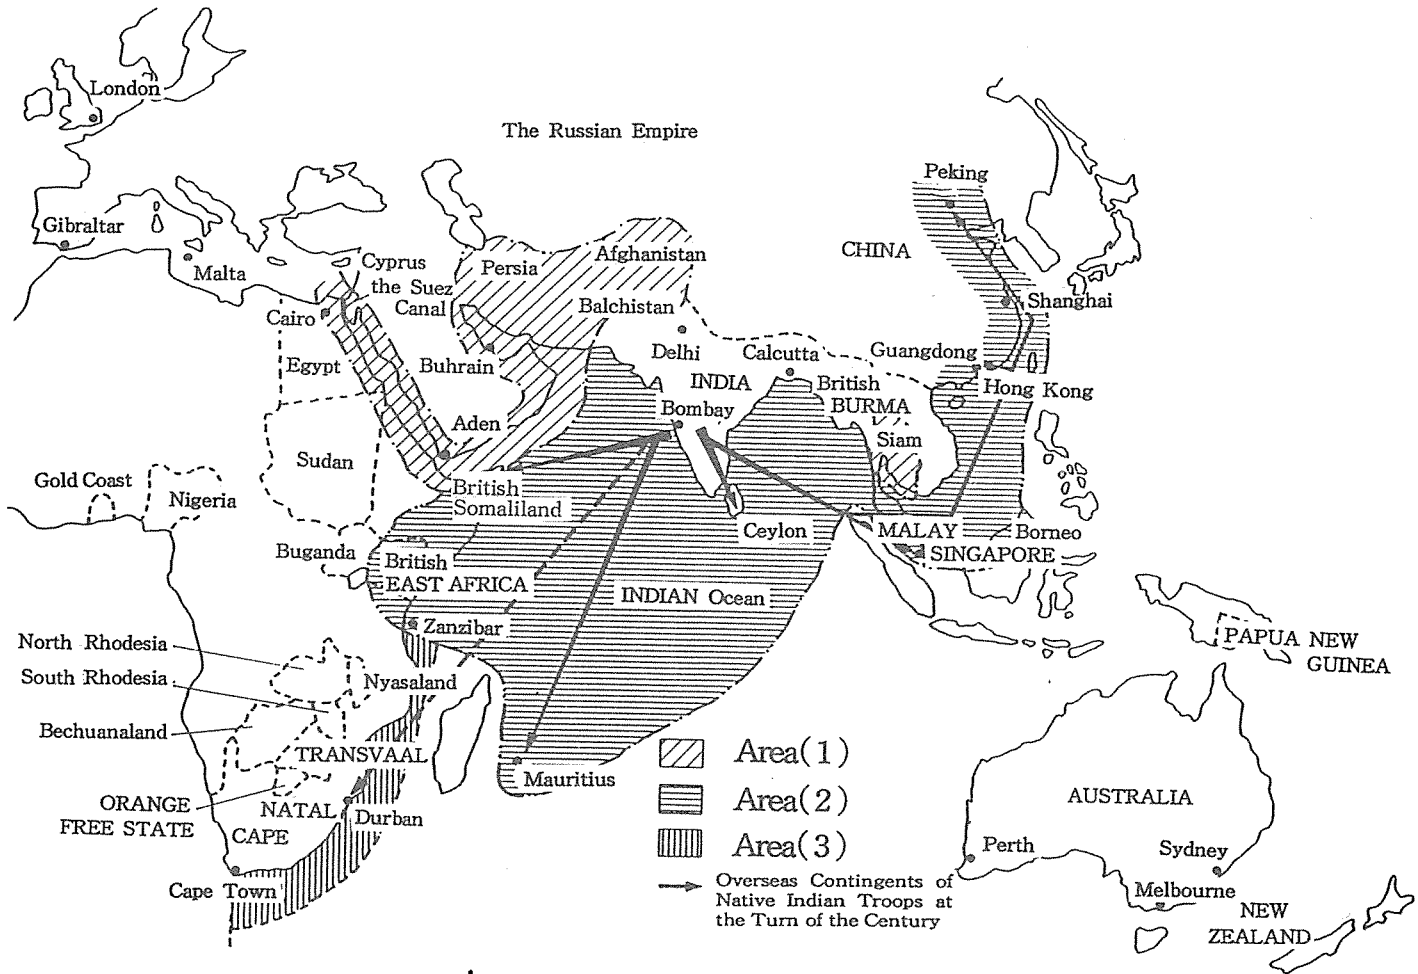 London
The Russian Empire
Peking
Gibraltar
Malta
Cyprus
the Suez
Canal
Persia
Afghanistan
CHINA
Cairo
Balchistan
Shanghai
Egypt
Buhrain
Delhi
Calcutta
Guangdong
INDIA
British
BURMA
Hong Kong
Aden
Bombay
Siam
Sudan
Gold Coast
Nigeria
British
Somaliland
Ceylon
MALAY
Borneo
SINGAPORE
Buganda
British
EAST AFRICA
INDIAN Ocean
Zanzibar
PAPUA NEW
GUINEA
North Rhodesia
South Rhodesia
Nyasaland
Bechuanaland
TRANSVAAL
Mauritius
ORANGE
FREE STATE
NATAL
Durban
CAPE
Cape Town
Area(1)
Area(2)
Area(3)
Overseas Contingents of
Native Indian Troops at
the Turn of the Century
AUSTRALIA
Perth
Sydney
Melbourne
NEW
ZEALAND